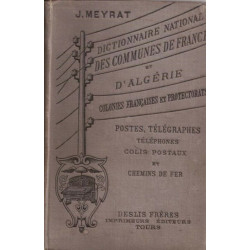 J. MEYRAT
DICTIONNAIRE NATIONAL
DES COMMUNES DE FRANCE
ET
D'ALGÉRIE
COLONIES FRANÇAISES ET PROTECTORATS
POSTES, TÉLÉGRAPHES
TÉLÉPHONES
COLIS POSTAUX
ET
CHEMINS DE FER
DESLIS FRÈRES
IMPRIMEURS ÉDITEURS
TOURS